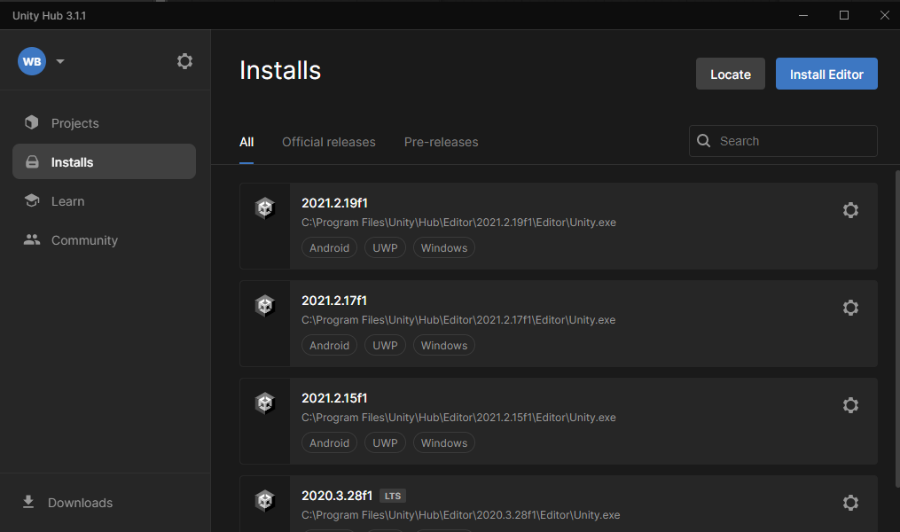 Unity Hub 3.1.1
WB
Projects
Installs
Learn
Community
Downloads
Installs
Locate
Install Editor
All
Official releases
Pre-releases
Search
2021.2.19f1
C:\Program Files\Unity\Hub\Editor\2021.2.19f1\Editor\Unity.exe
Android
UWP
Windows
2021.2.17f1
C:\Program Files\Unity\Hub\Editor\2021.2.17f1\Editor\Unity.exe
Android
UWP
Windows
2021.2.15f1
C:\Program Files\Unity\Hub\Editor\2021.2.15f1\Editor\Unity.exe
Android
UWP
Windows
2020.3.28f1 LTS
C:\Program Files\Unity\Hub\Editor\2020.3.28f1\Editor\Unity.exe